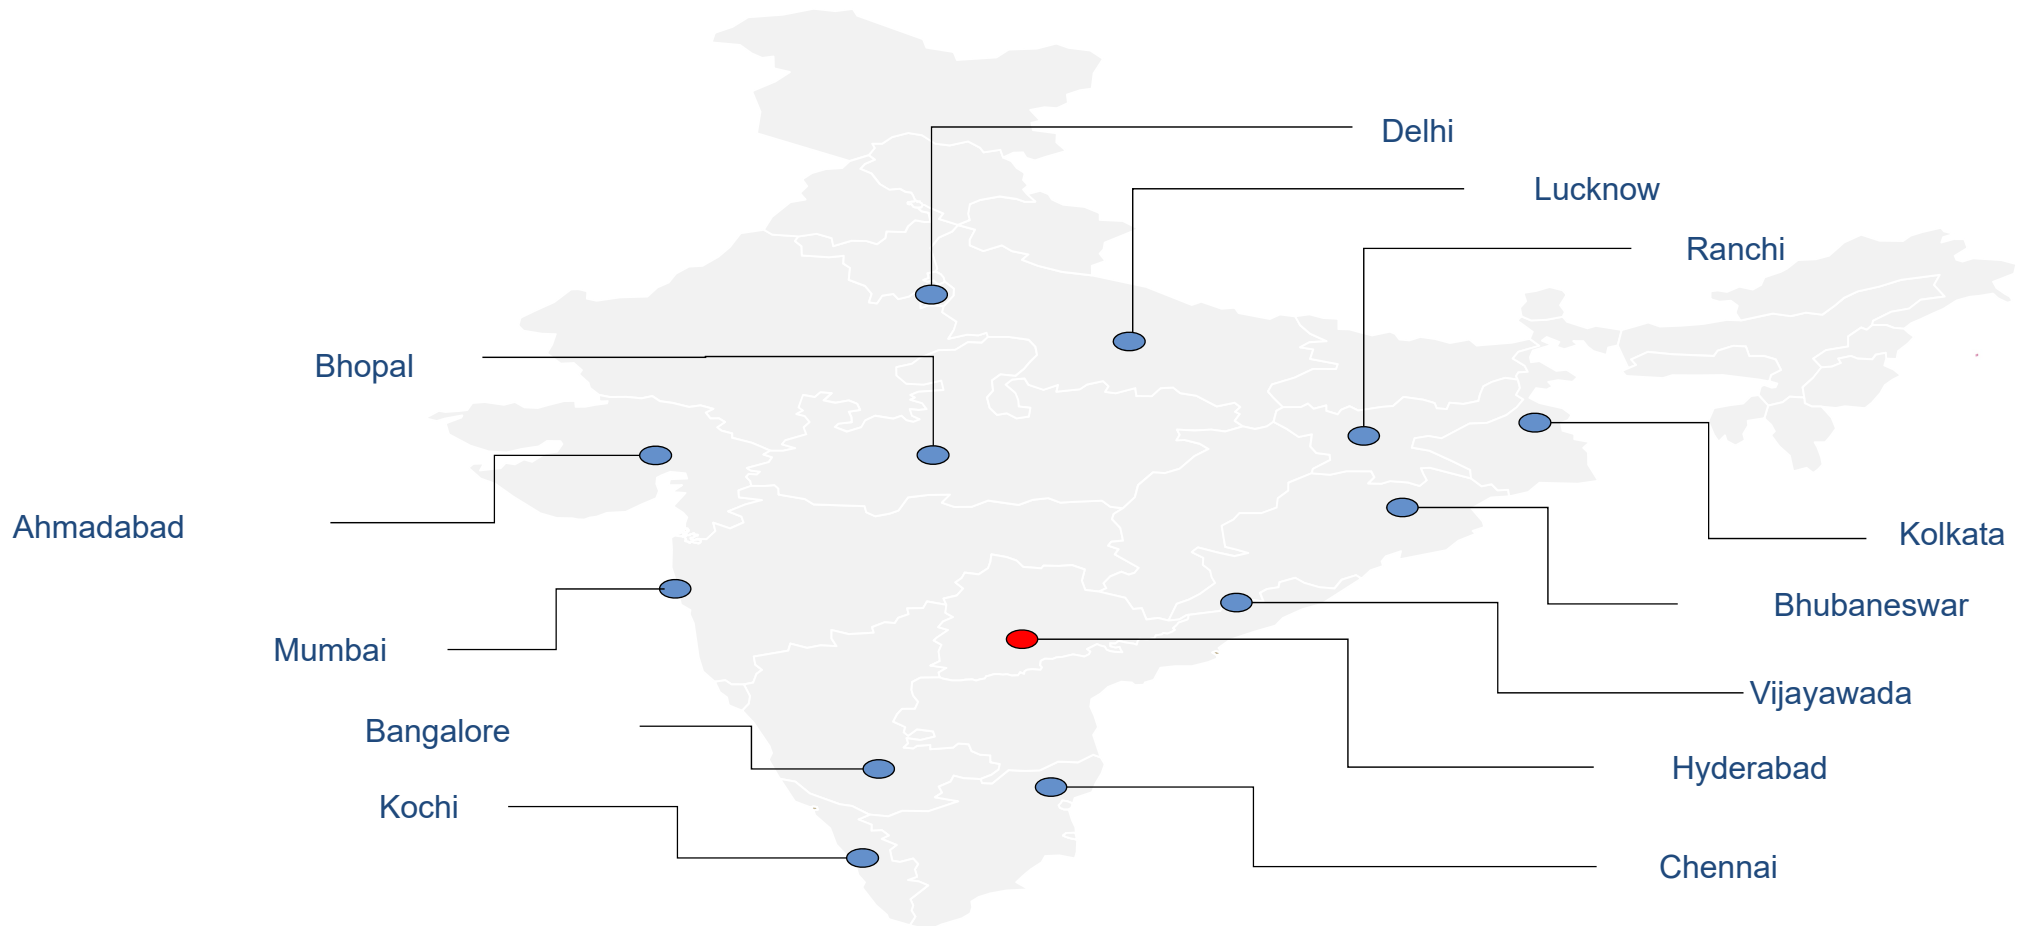 Delhi
Lucknow
Ranchi
Bhopal
Ahmadabad
Kolkata
Bhubaneswar
Mumbai
Vijayawada
Bangalore
Hyderabad
Kochi
Chennai